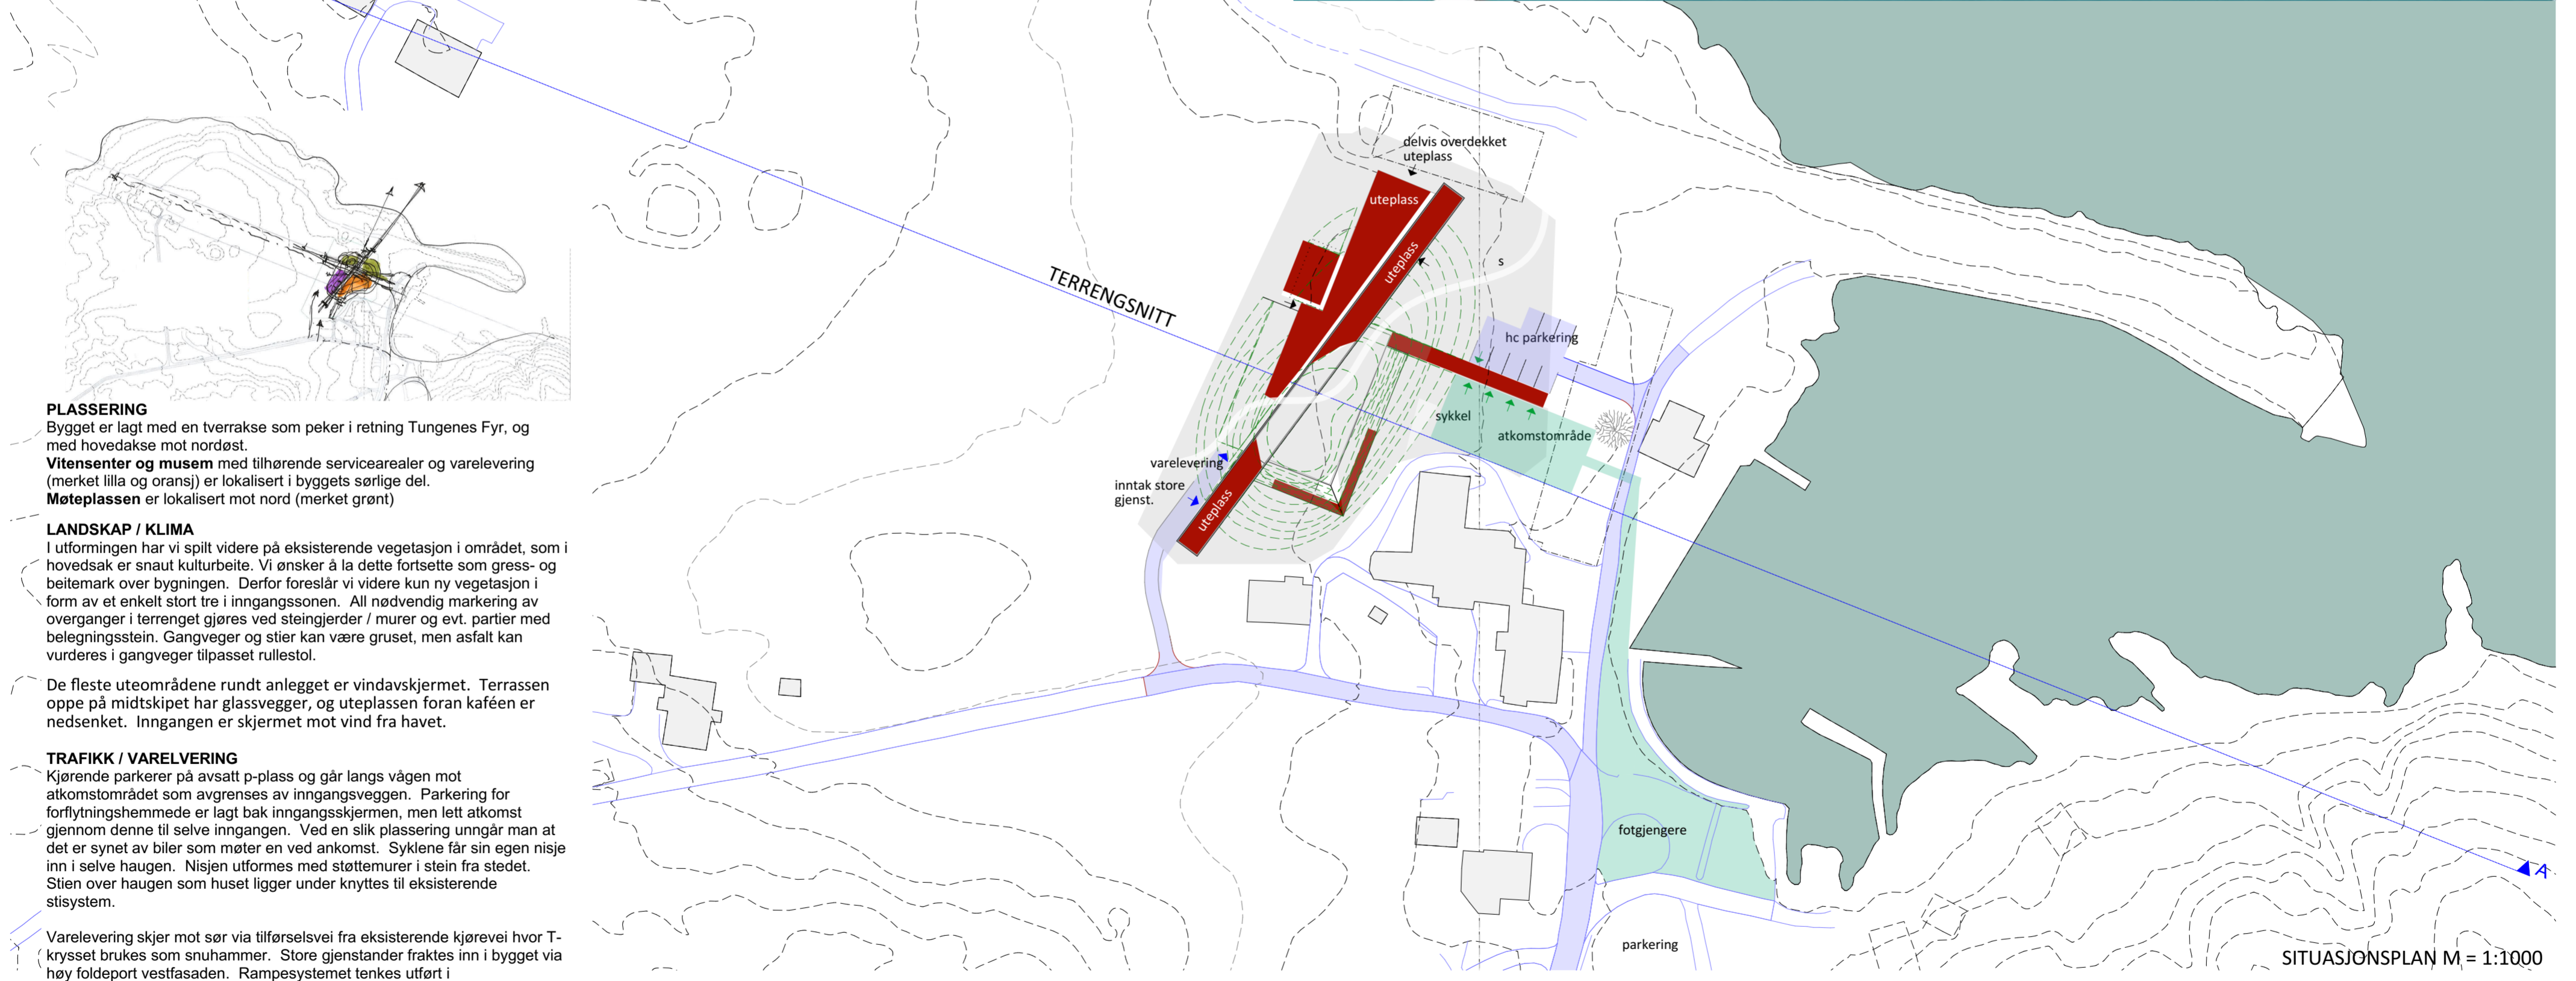 PLASSERING
Bygget er lagt med en tverrakse som peker i retning Tungenes Fyr, og
med hovedakse mot nordøst.
Vitensenter og musem med tilhørende servicearealer og varelevering
(merket lilla og oransj) er lokalisert i byggets sørlige del.
Møteplassen er lokalisert mot nord (merket grønt)
LANDSKAP / KLIMA
I utformingen har vi spilt videre på eksisterende vegetasjon i området, som i
hovedsak er snaut kulturbeite. Vi ønsker å la dette fortsette som gress- og
beitemark over bygningen. Derfor foreslår vi videre kun ny vegetasjon i
form av et enkelt stort tre i inngangssonen. All nødvendig markering av
overganger i terrenget gjøres ved steingjerder / murer og evt. partier med
belegningsstein. Gangveger og stier kan være gruset, men asfalt kan
vurderes i gangveger tilpasset rullestol.
De fleste uteområdene rundt anlegget er vindavskjermet. Terrassen
oppe på midtskipet har glassvegger, og uteplassen foran kaféen er
nedsenket. Inngangen er skjermet mot vind fra havet.
TRAFIKK / VARELVERING
Kjørende parkerer på avsatt p-plass og går langs vågen mot
atkomstområdet som avgrenses av inngangsveggen. Parkering for
forflytningshemmede er lagt bak inngangsskjermen, men lett atkomst
gjennom denne til selve inngangen. Ved en slik plassering unngår man at
det er synet av biler som møter en ved ankomst. Syklene får sin egen nisje
inn i selve haugen. Nisjen utformes med støttemurer i stein fra stedet.
Stien over haugen som huset ligger under knyttes til eksisterende
stisystem.
Varelevering skjer mot sør via tilførselsvei fra eksisterende kjørevei hvor T-
krysset brukes som snuhammer. Store gjenstander fraktes inn i bygget via
høy foldeport vestfasaden. Rampesystemet tenkes utført i
TERRENGSNITT
delvis overdekket
uteplass
uteplass
uteplass
s
hc parkering
sykkel
atkomstområde
varelevering
inntak store
gjenst.
uteplass
fotgjengere
parkering
A
SITUASJONSPLAN M = 1:1000